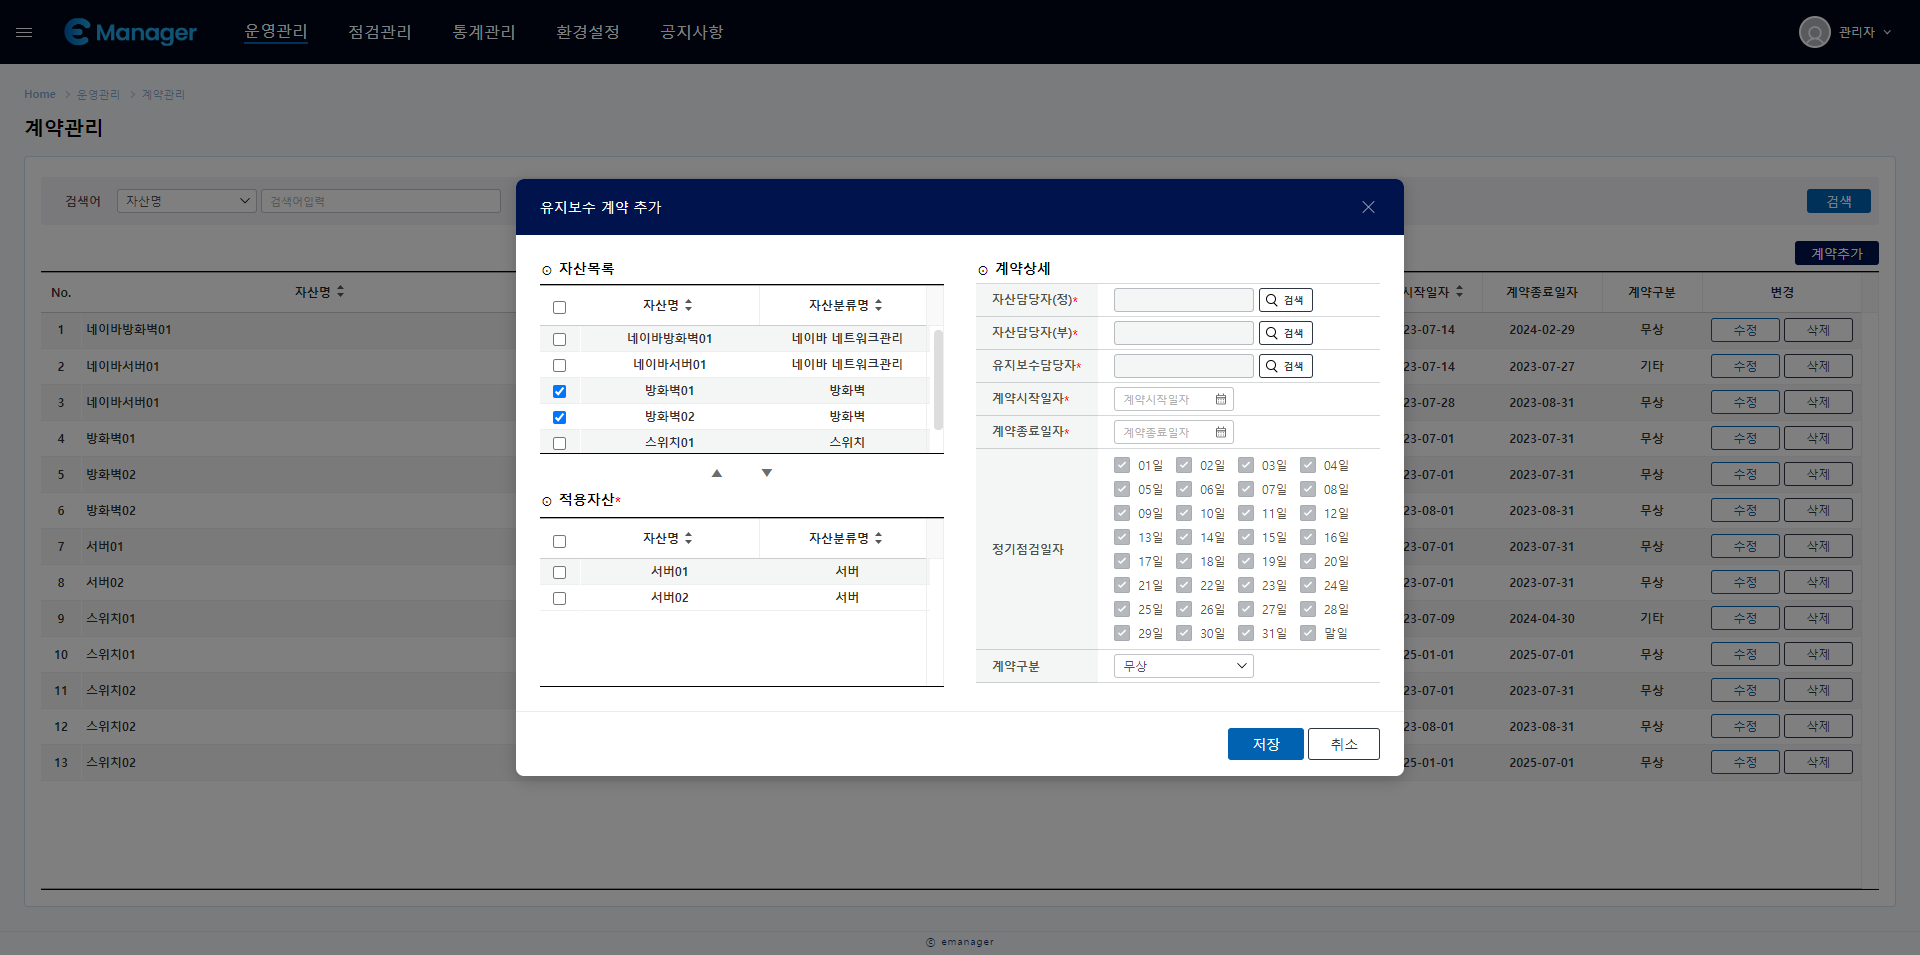 Manager 운영관리 점검관리 통계관리 환경설정 공지사항 관리자
Home > 운영관리 > 계약관리
계약관리
검색어 자산명 검색어입력 검색
계약추가
No. 자산명 시작일자 계약종료일자 계약구분 변경
1 네이바방화벽01 23-07-14 2024-02-29 무상 수정 삭제
2 네이바서버01 23-07-14 2023-07-27 기타 수정 삭제
3 네이바서버01 23-07-28 2023-08-31 무상 수정 삭제
4 방화벽01 23-07-01 2023-07-31 무상 수정 삭제
5 방화벽02 23-07-01 2023-07-31 무상 수정 삭제
6 방화벽02 23-08-01 2023-08-31 무상 수정 삭제
7 서버01 23-07-01 2023-07-31 무상 수정 삭제
8 서버02 23-07-01 2023-07-31 무상 수정 삭제
9 스위치01 23-07-09 2024-04-30 기타 수정 삭제
10 스위치01 25-01-01 2025-07-01 무상 수정 삭제
11 스위치02 23-07-01 2023-07-31 무상 수정 삭제
12 스위치02 23-08-01 2023-08-31 무상 수정 삭제
13 스위치02 25-01-01 2025-07-01 무상 수정 삭제
유지보수 계약 추가
자산목록
자산명 자산분류명
네이바방화벽01 네이바 네트워크관리
네이바서버01 네이바 네트워크관리
방화벽01 방화벽
방화벽02 방화벽
스위치01 스위치
▲ ▼
적용자산*
자산명 자산분류명
서버01 서버
서버02 서버
계약상세
자산담당자(정)* 검색
자산담당자(부)* 검색
유지보수담당자* 검색
계약시작일자* 계약시작일자
계약종료일자* 계약종료일자
정기점검일자
01일 02일 03일 04일
05일 06일 07일 08일
09일 10일 11일 12일
13일 14일 15일 16일
17일 18일 19일 20일
21일 22일 23일 24일
25일 26일 27일 28일
29일 30일 31일 말일
계약구분 무상
저장 취소
ⓒ emanager